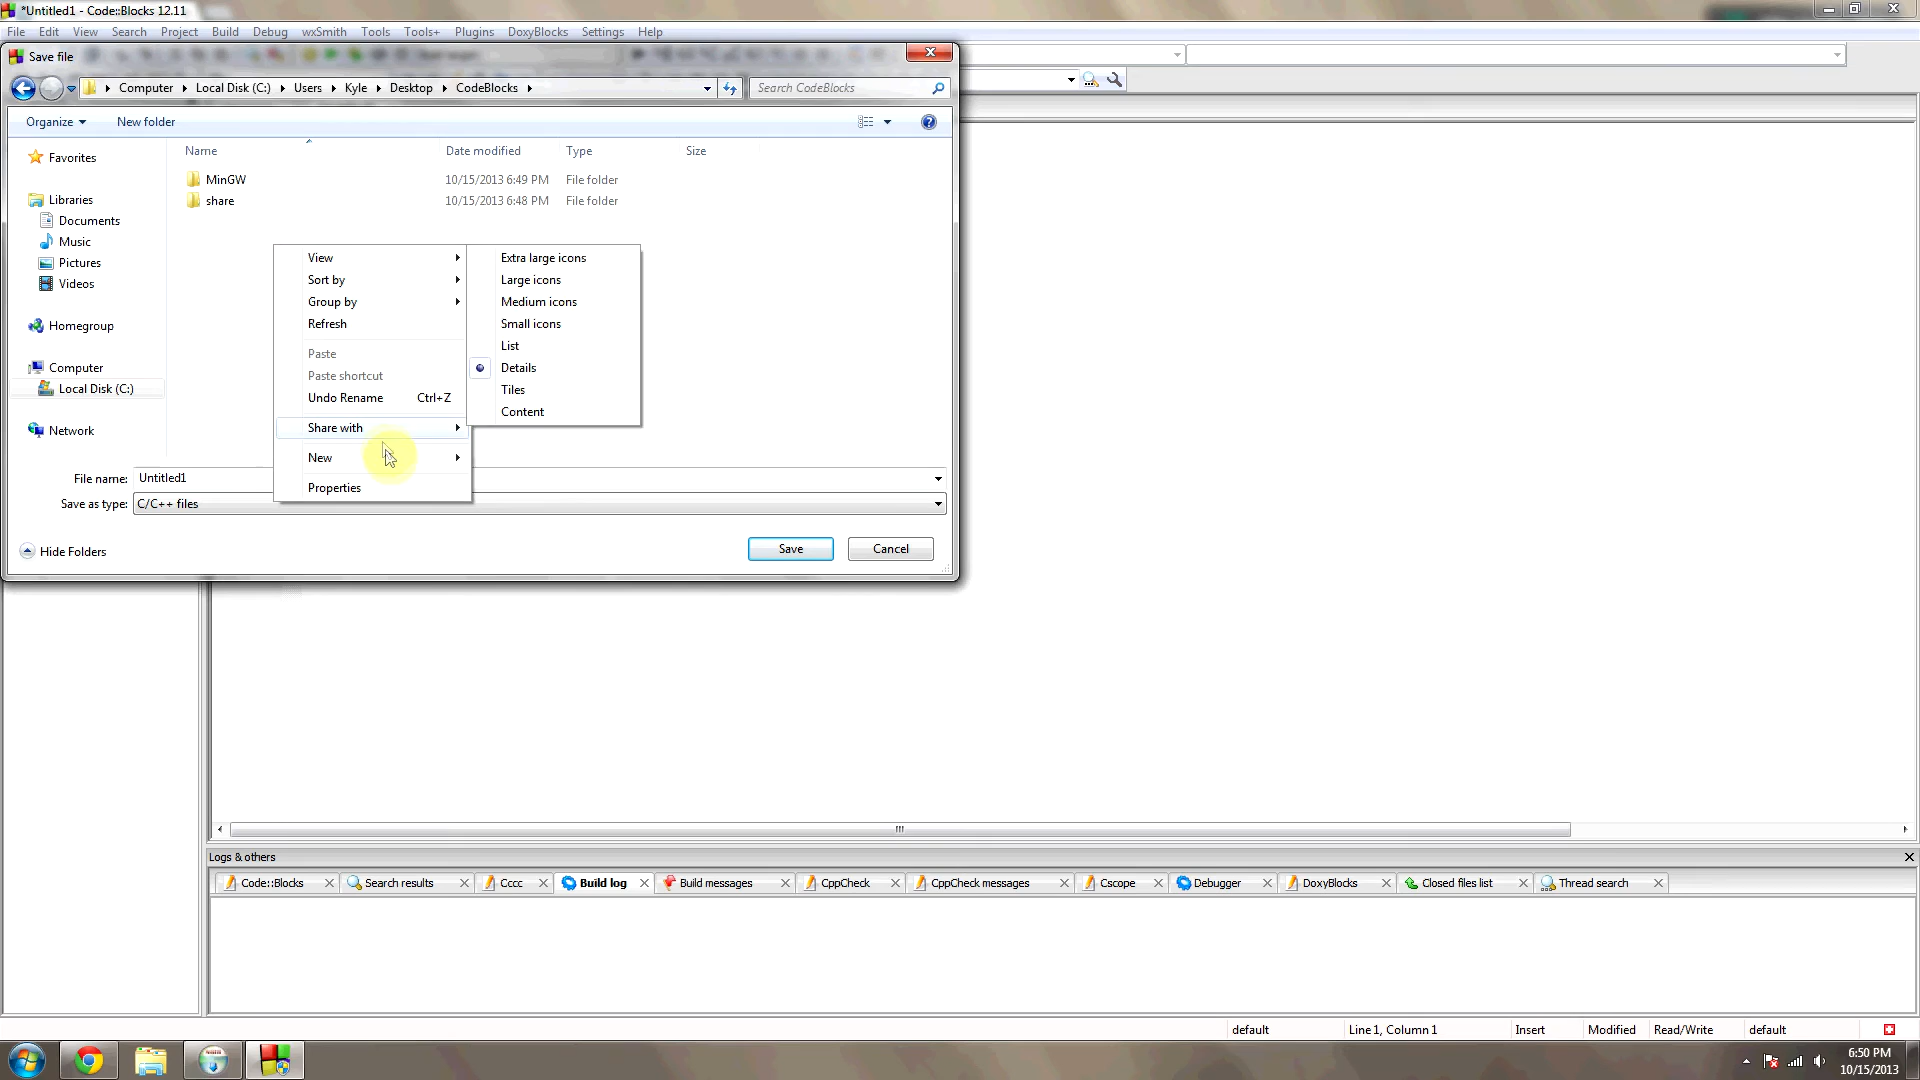 *Untitled1 - Code::Blocks 12.11
File Edit View Search Project Build Debug wxSmith Tools Tools+ Plugins DoxyBlocks Settings Help
Save file
Computer Local Disk (C:) Users Kyle Desktop CodeBlocks Search CodeBlocks
Organize New folder
Name Date modified Type Size
Favorites
MinGW 10/15/2013 6:49 PM File folder
Libraries
share 10/15/2013 6:48 PM File folder
Documents
Music
Pictures
Videos
Homegroup
Computer
Local Disk (C:)
Network
View
Sort by
Group by
Refresh
Paste
Paste shortcut
Undo Rename Ctrl+Z
Share with
New
Properties
Extra large icons
Large icons
Medium icons
Small icons
List
Details
Tiles
Content
File name: Untitled1
Save as type: C/C++ files
Hide Folders Save Cancel
Logs & others
Code::Blocks Search results Cccc Build log Build messages CppCheck CppCheck messages Cscope Debugger DoxyBlocks Closed files list Thread search
default Line 1, Column 1 Insert Modified Read/Write default
6:50 PM
10/15/2013